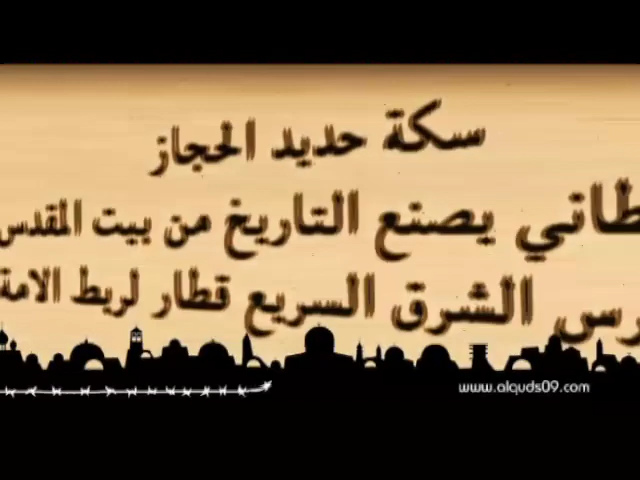 سكة حديد الحجاز
طاني يصنع التاريخ من بيت المقدس
رس الشرق السريع قطار لربط الامة
www.alquds09.com